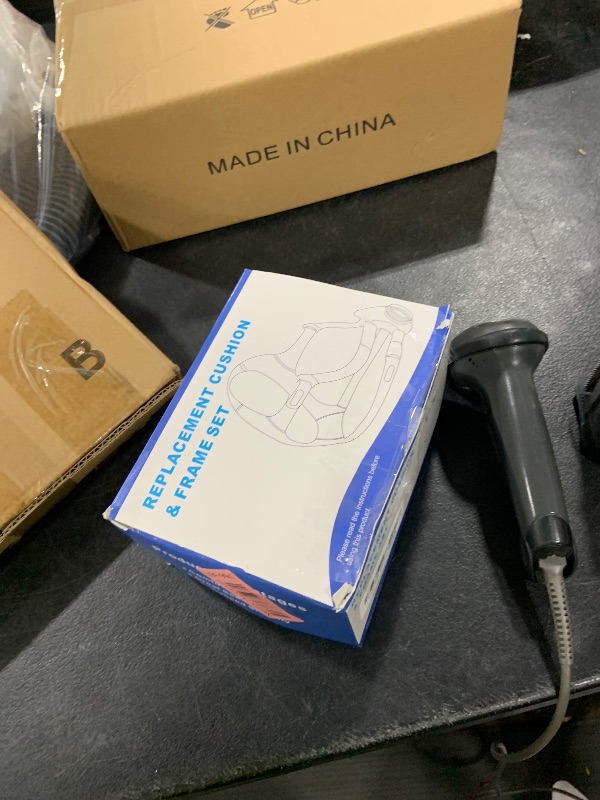 OPEN
MADE IN CHINA
B
REPLACEMENT CUSHION
& FRAME SET
Please read the instructions before
using this product.